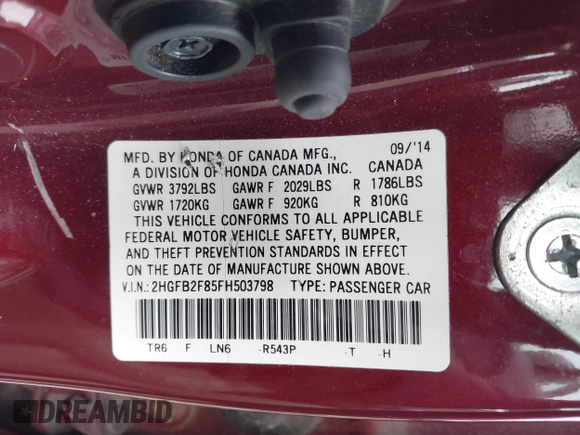 MFD. BY HONDA OF CANADA MFG., 09/'14
A DIVISION OF HONDA CANADA INC. CANADA
GVWR 3792LBS GAWR F 2029LBS R 1786LBS
GVWR 1720KG GAWR F 920KG R 810KG
THIS VEHICLE CONFORMS TO ALL APPLICABLE
FEDERAL MOTOR VEHICLE SAFETY, BUMPER,
AND THEFT PREVENTION STANDARDS IN EFFECT
ON THE DATE OF MANUFACTURE SHOWN ABOVE.
V.I.N.: 2HGFB2F85FH503798 TYPE: PASSENGER CAR
TR6 F LN6 -R543P -T -H
DREAMBID